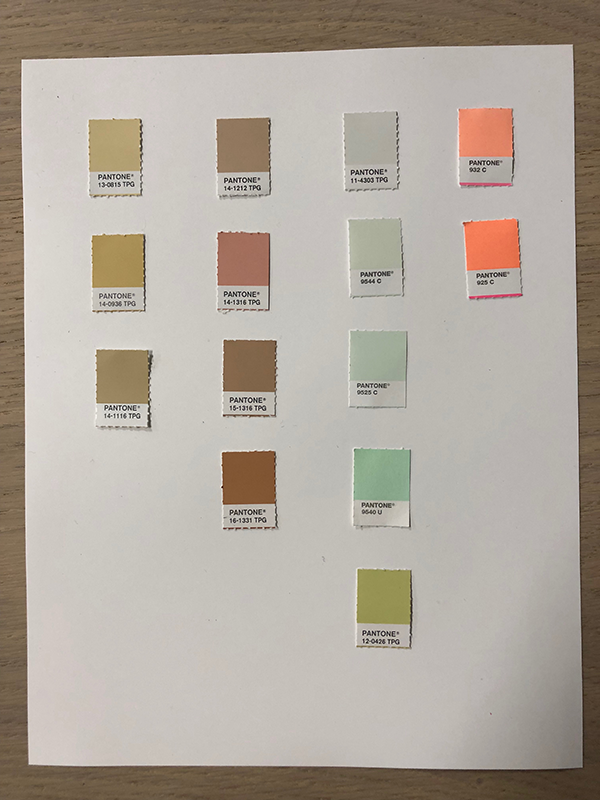 PANTONE®
13-0815 TPG
PANTONE®
14-1212 TPG
PANTONE®
11-4303 TPG
PANTONE®
932 C
PANTONE®
14-0936 TPG
PANTONE®
14-1316 TPG
PANTONE®
9544 C
PANTONE®
925 C
PANTONE®
14-1116 TPG
PANTONE®
15-1316 TPG
PANTONE®
9525 C
PANTONE®
16-1331 TPG
PANTONE®
9540 U
PANTONE®
12-0426 TPG